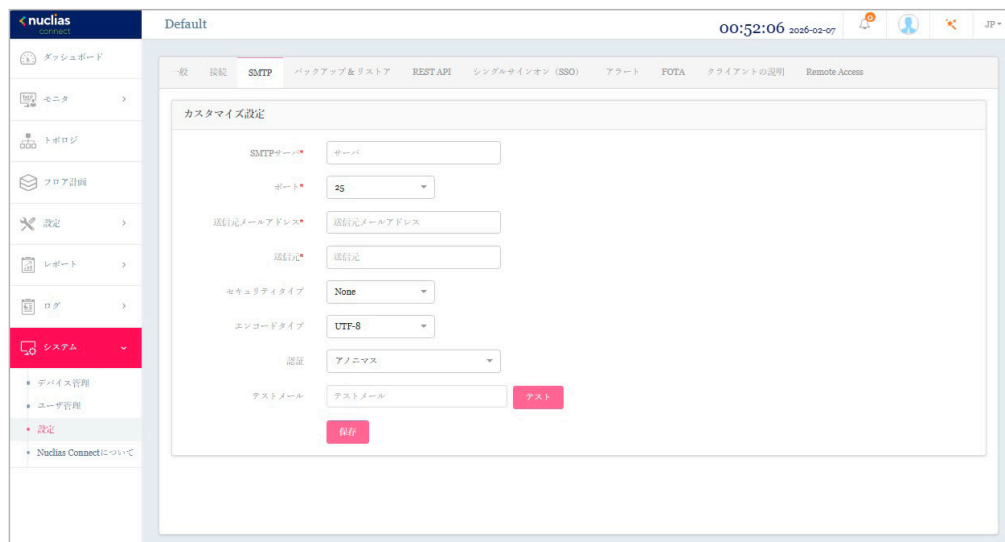 nuclias
connect
Default
00:52:06 2026-02-07
0
JP
ダッシュボード
モニタ
トポロジ
フロア計画
設定
レポート
ログ
システム
デバイス管理
ユーザ管理
設定
Nuclias Connectについて
一般 接続 SMTP バックアップ&リストア REST API シングルサインオン (SSO) アラート FOTA クライアントの説明 Remote Access
カスタマイズ設定
SMTPサーバ* サーバ
ポート* 25
送信元メールアドレス* 送信元メールアドレス
送信元* 送信元
セキュリティタイプ None
エンコードタイプ UTF-8
認証 アノニマス
テストメール テストメール テスト
保存